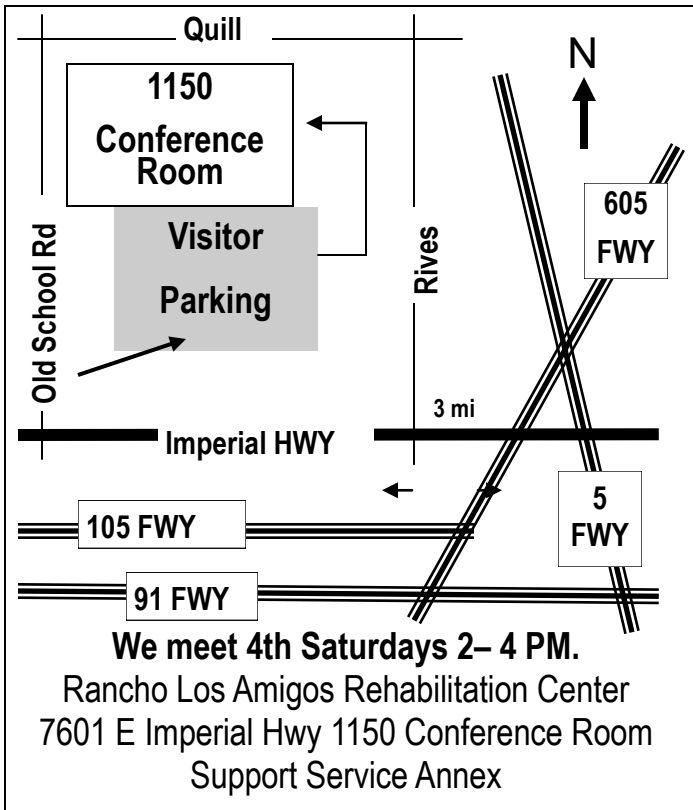 Quill
N
1150
Conference
Room
Visitor
Parking
Old School Rd
Rives
605
FWY
3 mi
Imperial HWY
5
FWY
105 FWY
91 FWY
We meet 4th Saturdays 2– 4 PM.
Rancho Los Amigos Rehabilitation Center
7601 E Imperial Hwy 1150 Conference Room
Support Service Annex